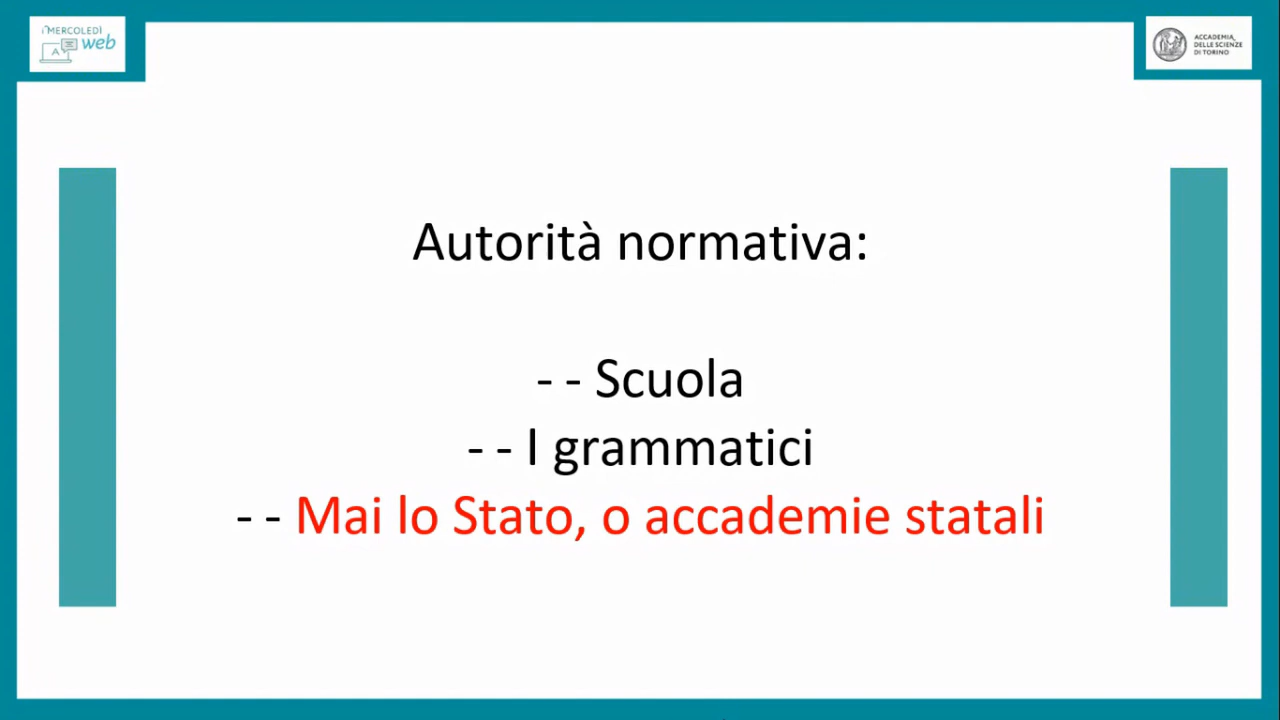 i MERCOLEDÌ
A
web
ACCADEMIA
DELLE SCIENZE
DI TORINO
Autorità normativa:
- - Scuola
- - I grammatici
- - Mai lo Stato, o accademie statali